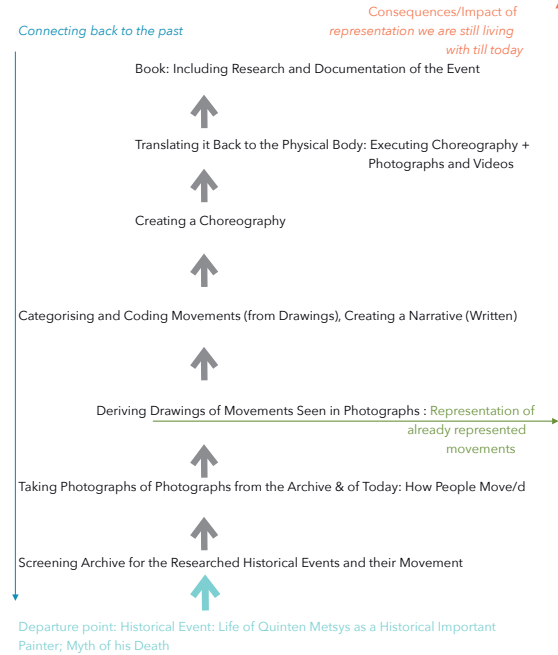 Consequences/Impact of
Connecting back to the past
representation we are still living
with till today
Book: Including Research and Documentation of the Event
Translating it Back to the Physical Body: Executing Choreography +
Photographs and Videos
Creating a Choreography
Categorising and Coding Movements (from Drawings), Creating a Narrative (Written)
Deriving Drawings of Movements Seen in Photographs : Representation of
already represented
movements
Taking Photographs of Photographs from the Archive & of Today: How People Move/d
Screening Archive for the Researched Historical Events and their Movement
Departure point: Historical Event: Life of Quinten Metsys as a Historical Important
Painter; Myth of his Death